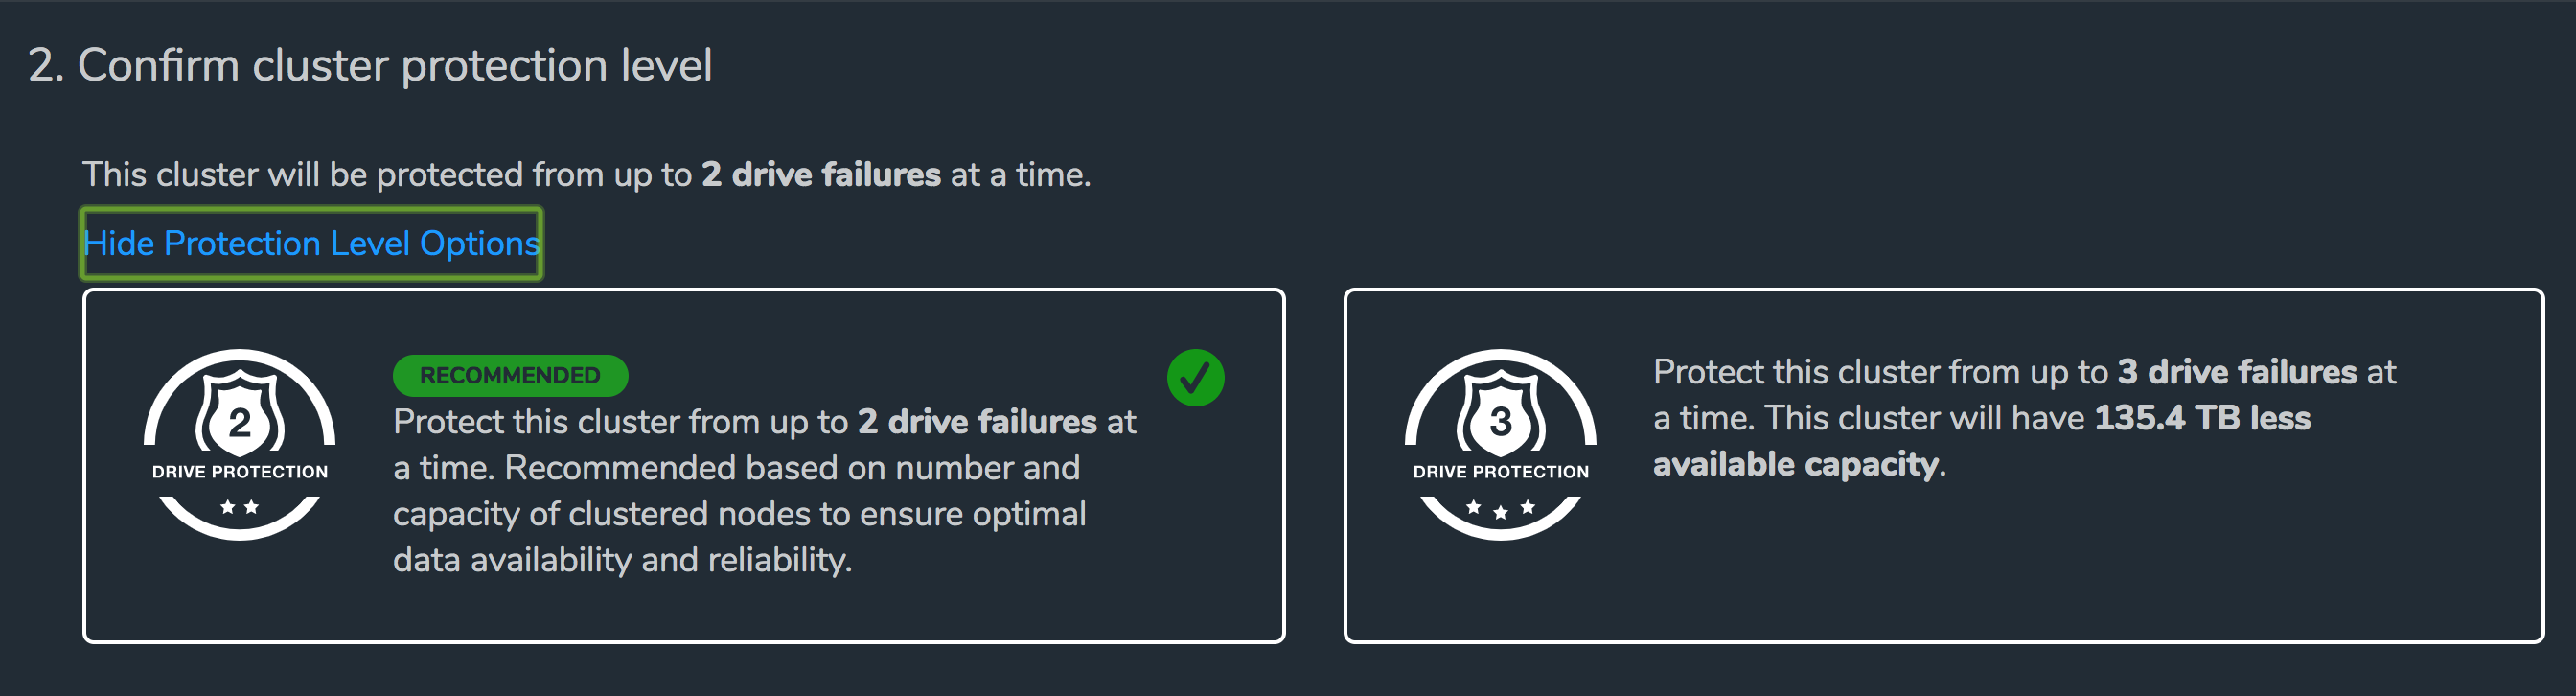 2. Confirm cluster protection level
This cluster will be protected from up to 2 drive failures at a time.
Hide Protection Level Options
2
DRIVE PROTECTION
RECOMMENDED
Protect this cluster from up to 2 drive failures at
a time. Recommended based on number and
capacity of clustered nodes to ensure optimal
data availability and reliability.
3
DRIVE PROTECTION
Protect this cluster from up to 3 drive failures at
a time. This cluster will have 135.4 TB less
available capacity.